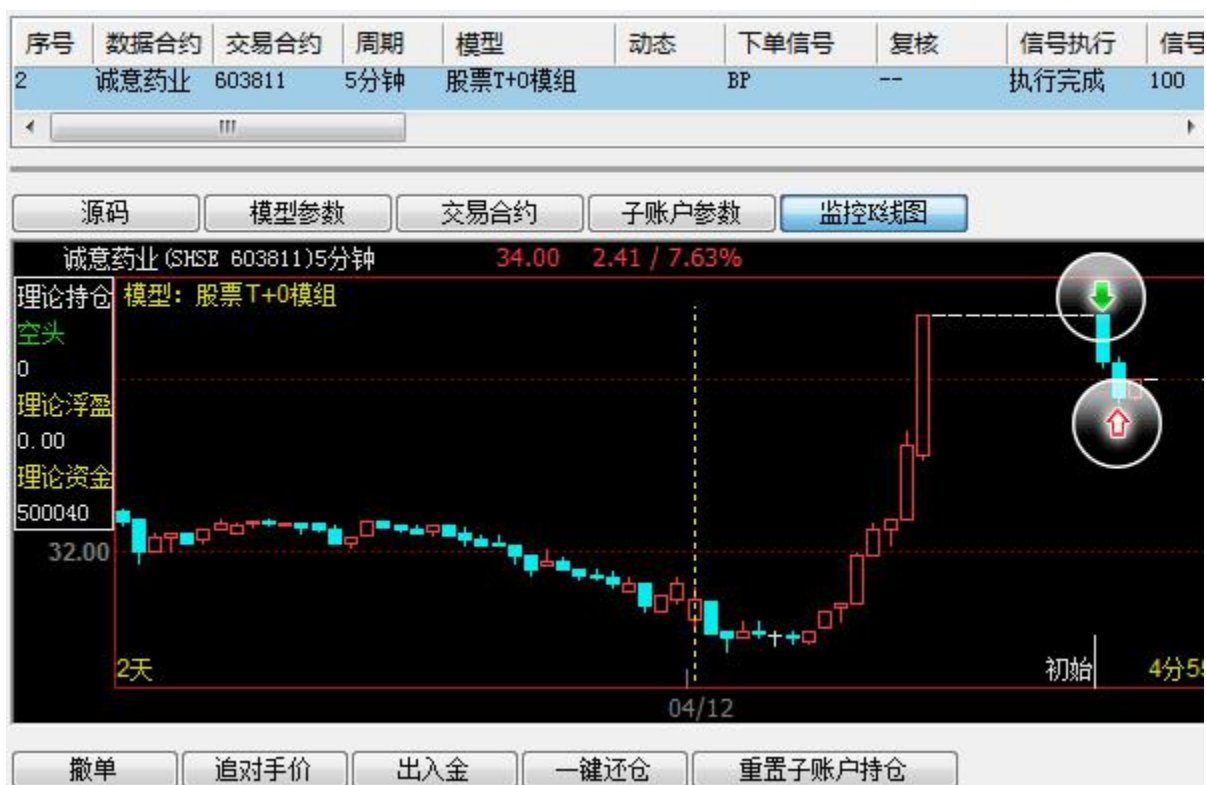 序号 数据合约 交易合约 周期 模型 动态 下单信号 复核 信号执行 信号
2 诚意药业 603811 5分钟 股票T+0模组 BP -- 执行完成 100
源码 模型参数 交易合约 子账户参数 监控K线图
诚意药业(SHSE 603811)5分钟 34.00 2.41 / 7.63%
理论持仓 模型: 股票T+0模组
空头
0
理论浮盈
0.00
理论资金
500040
32.00
2天 初始 4分5
04/12
撤单 追对手价 出入金 一键还仓 重置子账户持仓